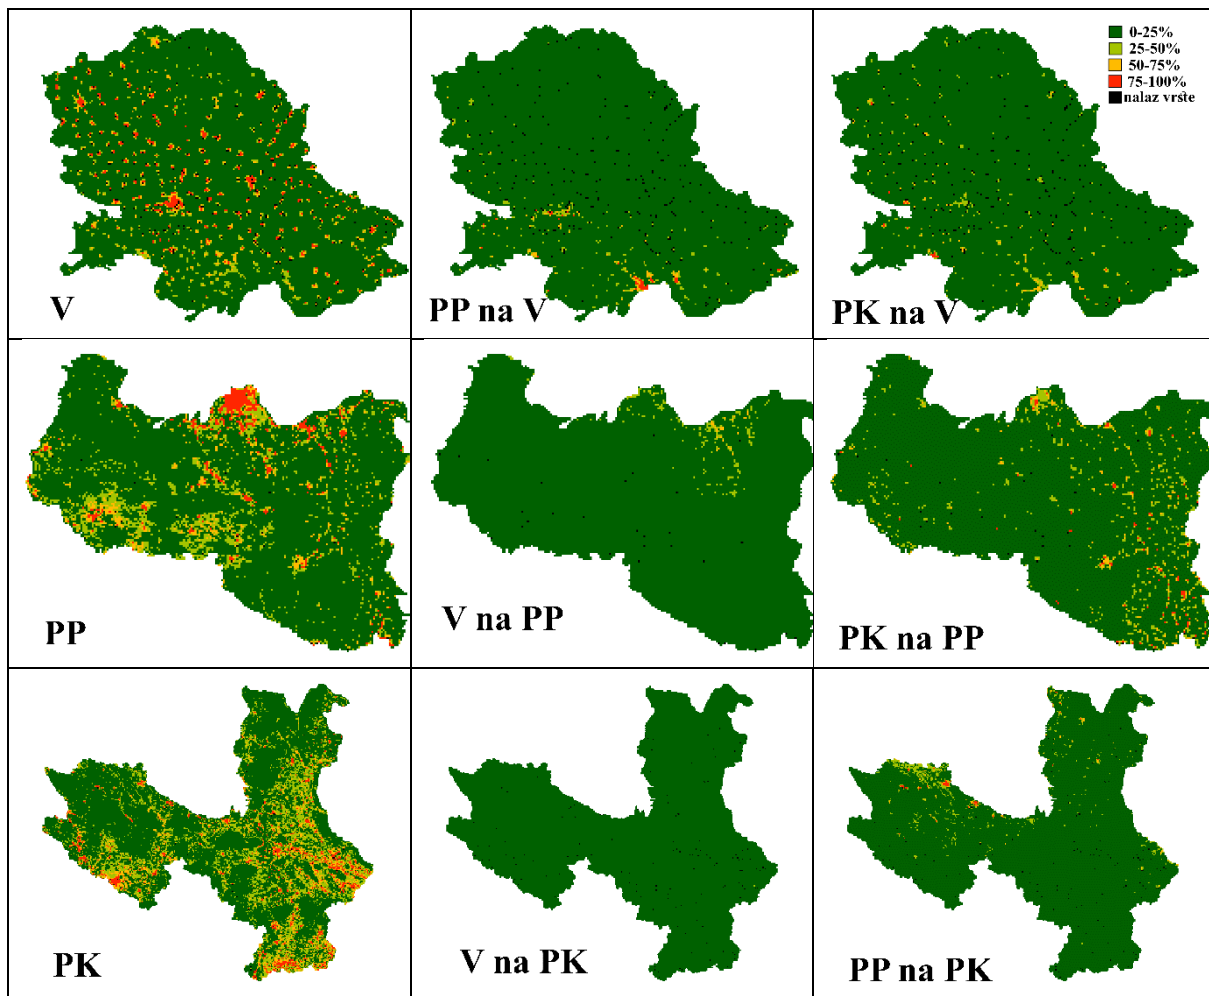 0-25%
25-50%
50-75%
75-100%
nalaz vrste
V
PP na V
PK na V
PP
V na PP
PK na PP
PK
V na PK
PP na PK